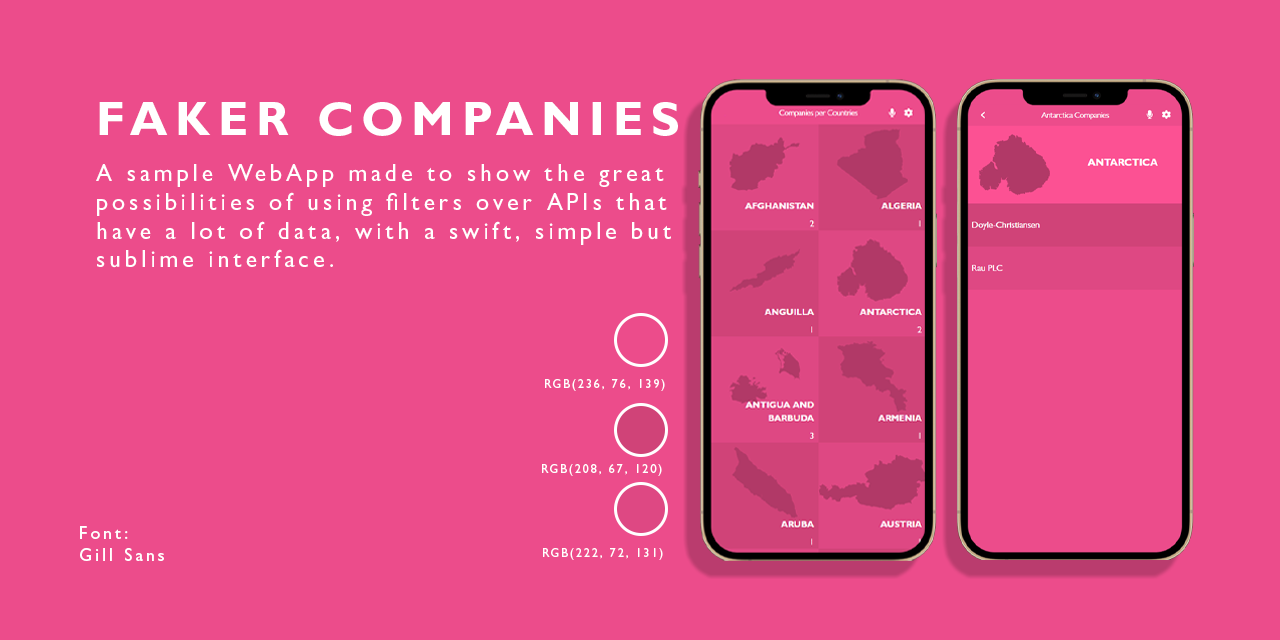 FAKER COMPANIES
A sample WebApp made to show the great
possibilities of using filters over APIs that
have a lot of data, with a swift, simple but
sublime interface.
RGB(236, 76, 139)
RGB(208, 67, 120)
RGB(222, 72, 131)
Font:
Gill Sans
Companies per Countries
AFGHANISTAN
2
ALGERIA
1
ANGUILLA
1
ANTARCTICA
2
ANTIGUA AND
BARBUDA
3
ARMENIA
1
ARUBA
1
AUSTRIA
Antarctica Companies
ANTARCTICA
Doyle-Christiansen
Rau PLC